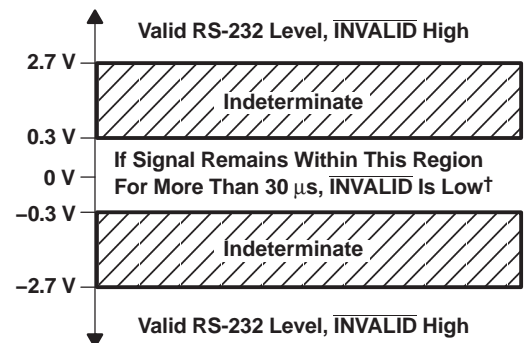 Valid RS-232 Level, INVALID High
2.7 V
Indeterminate
0.3 V
If Signal Remains Within This Region
0 V
For More Than 30 μs, INVALID Is Low†
−0.3 V
Indeterminate
−2.7 V
Valid RS-232 Level, INVALID High